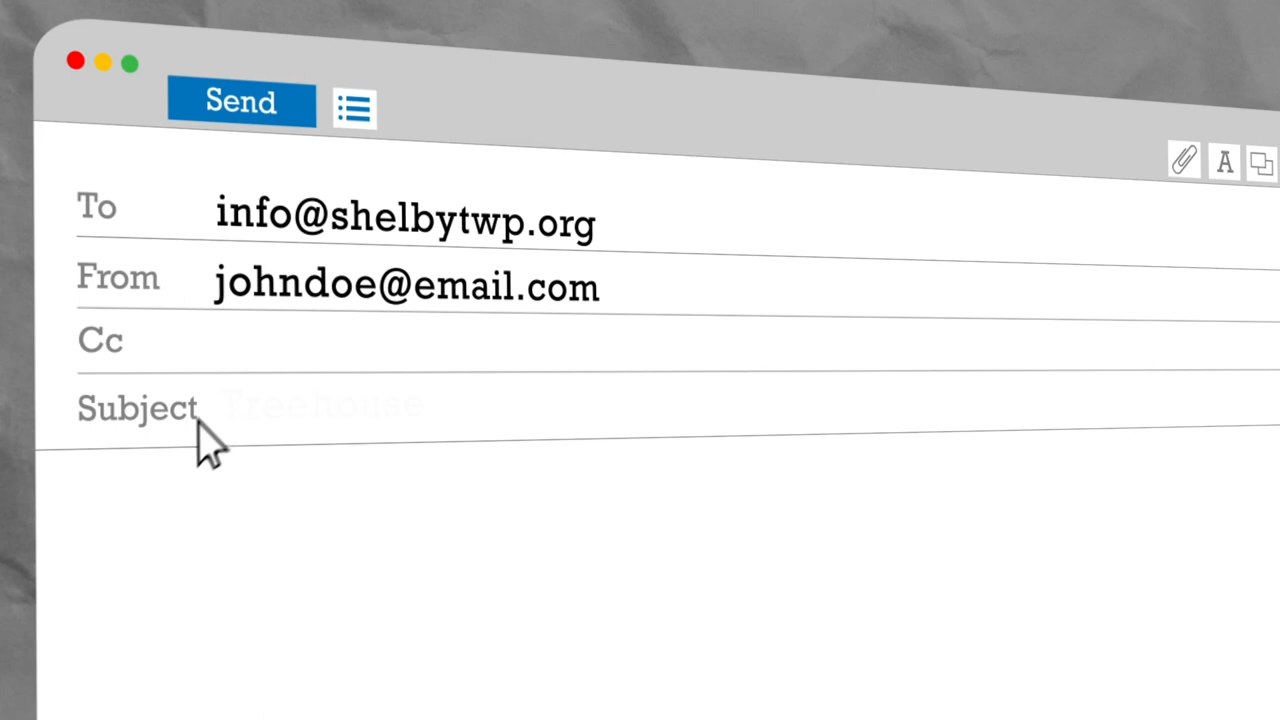 Send
A
To info@shelbytwp.org
From johndoe@email.com
Cc
Subject Treehouse